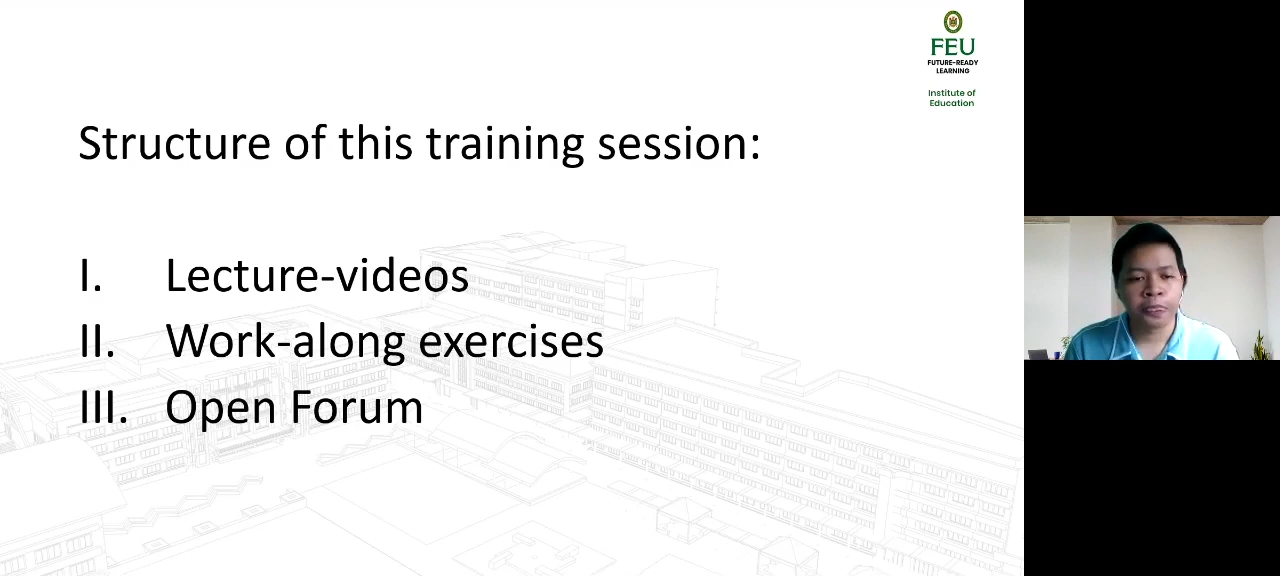 FEU
FUTURE-READY
LEARNING
Institute of
Education
Structure of this training session:
I. Lecture-videos
II. Work-along exercises
III. Open Forum